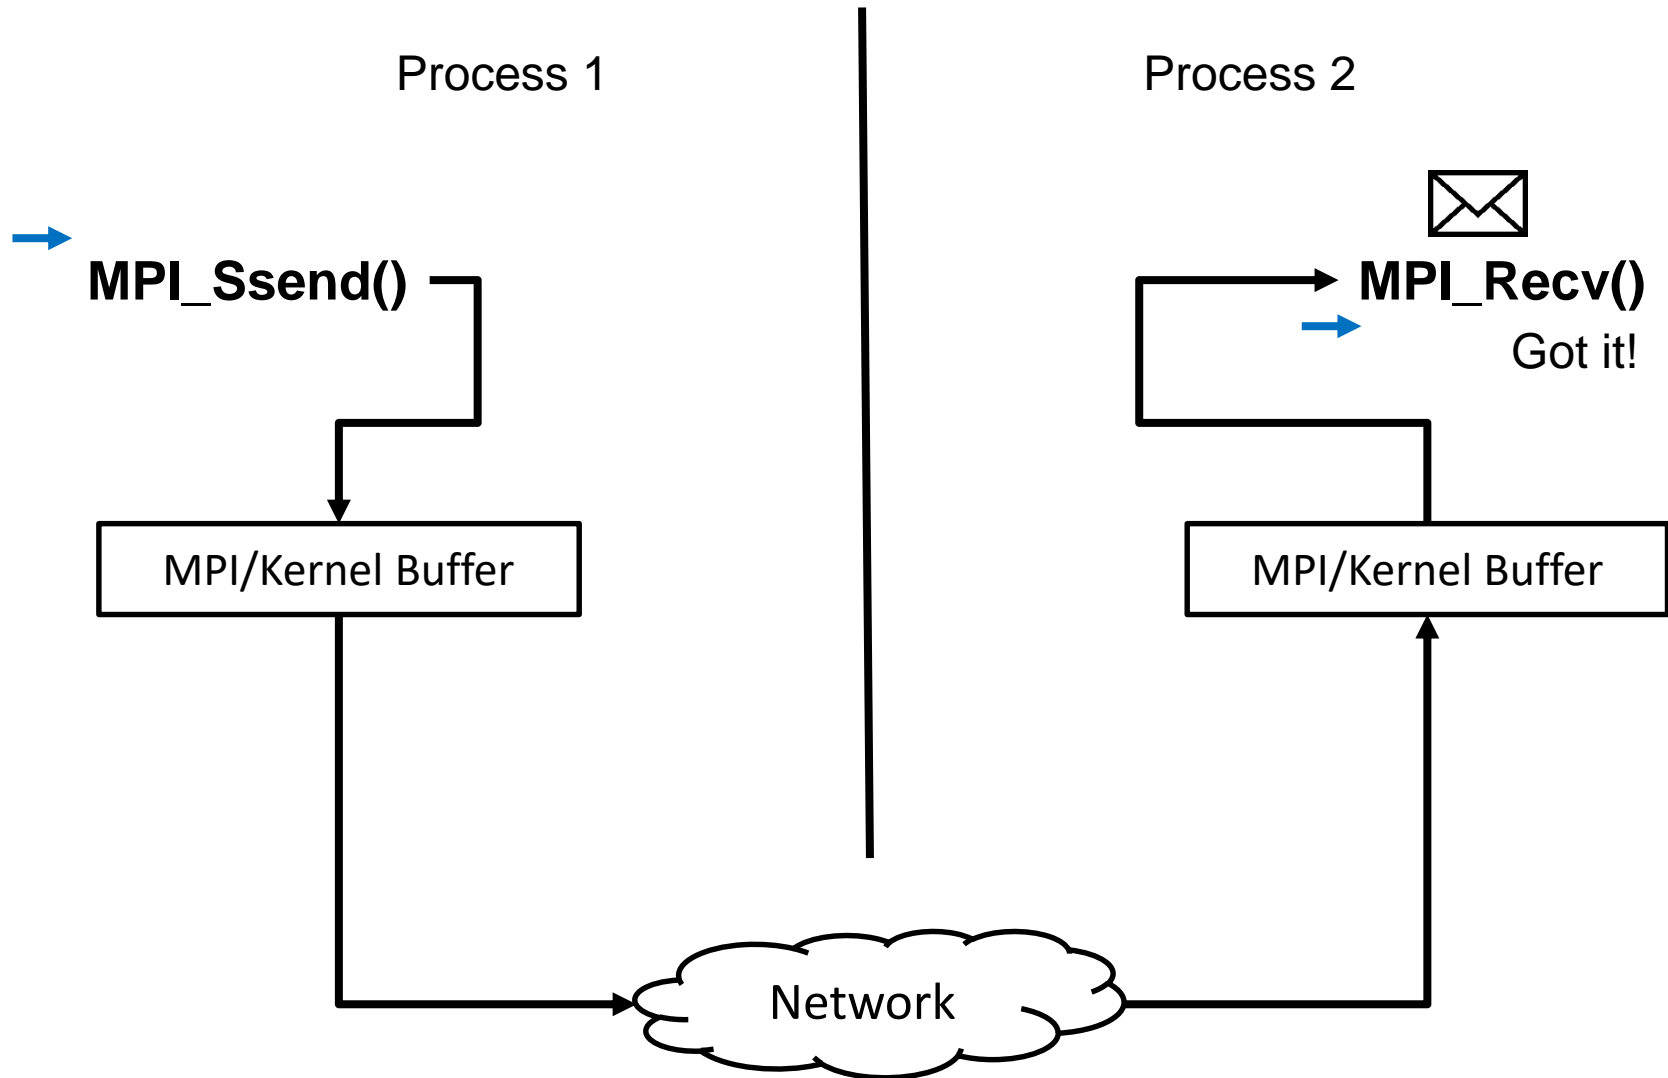 Process 1
Process 2
MPI_Ssend()
MPI_Recv()
Got it!
MPI/Kernel Buffer
MPI/Kernel Buffer
Network